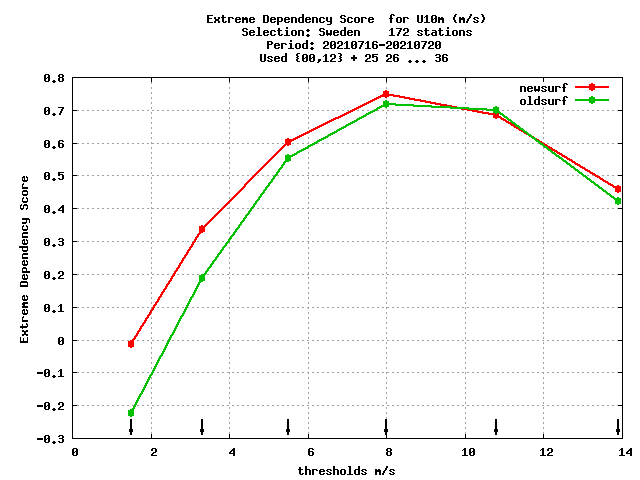 Extreme Dependency Score  for U10m (m/s)
Selection: Sweden    172 stations
Period: 20210716-20210720
Used {00,12} + 25 26 ... 36
newsurf
oldsurf
Extreme Dependency Score
0.8
0.7
0.6
0.5
0.4
0.3
0.2
0.1
0
-0.1
-0.2
-0.3
0 2 4 6 8 10 12 14
thresholds m/s